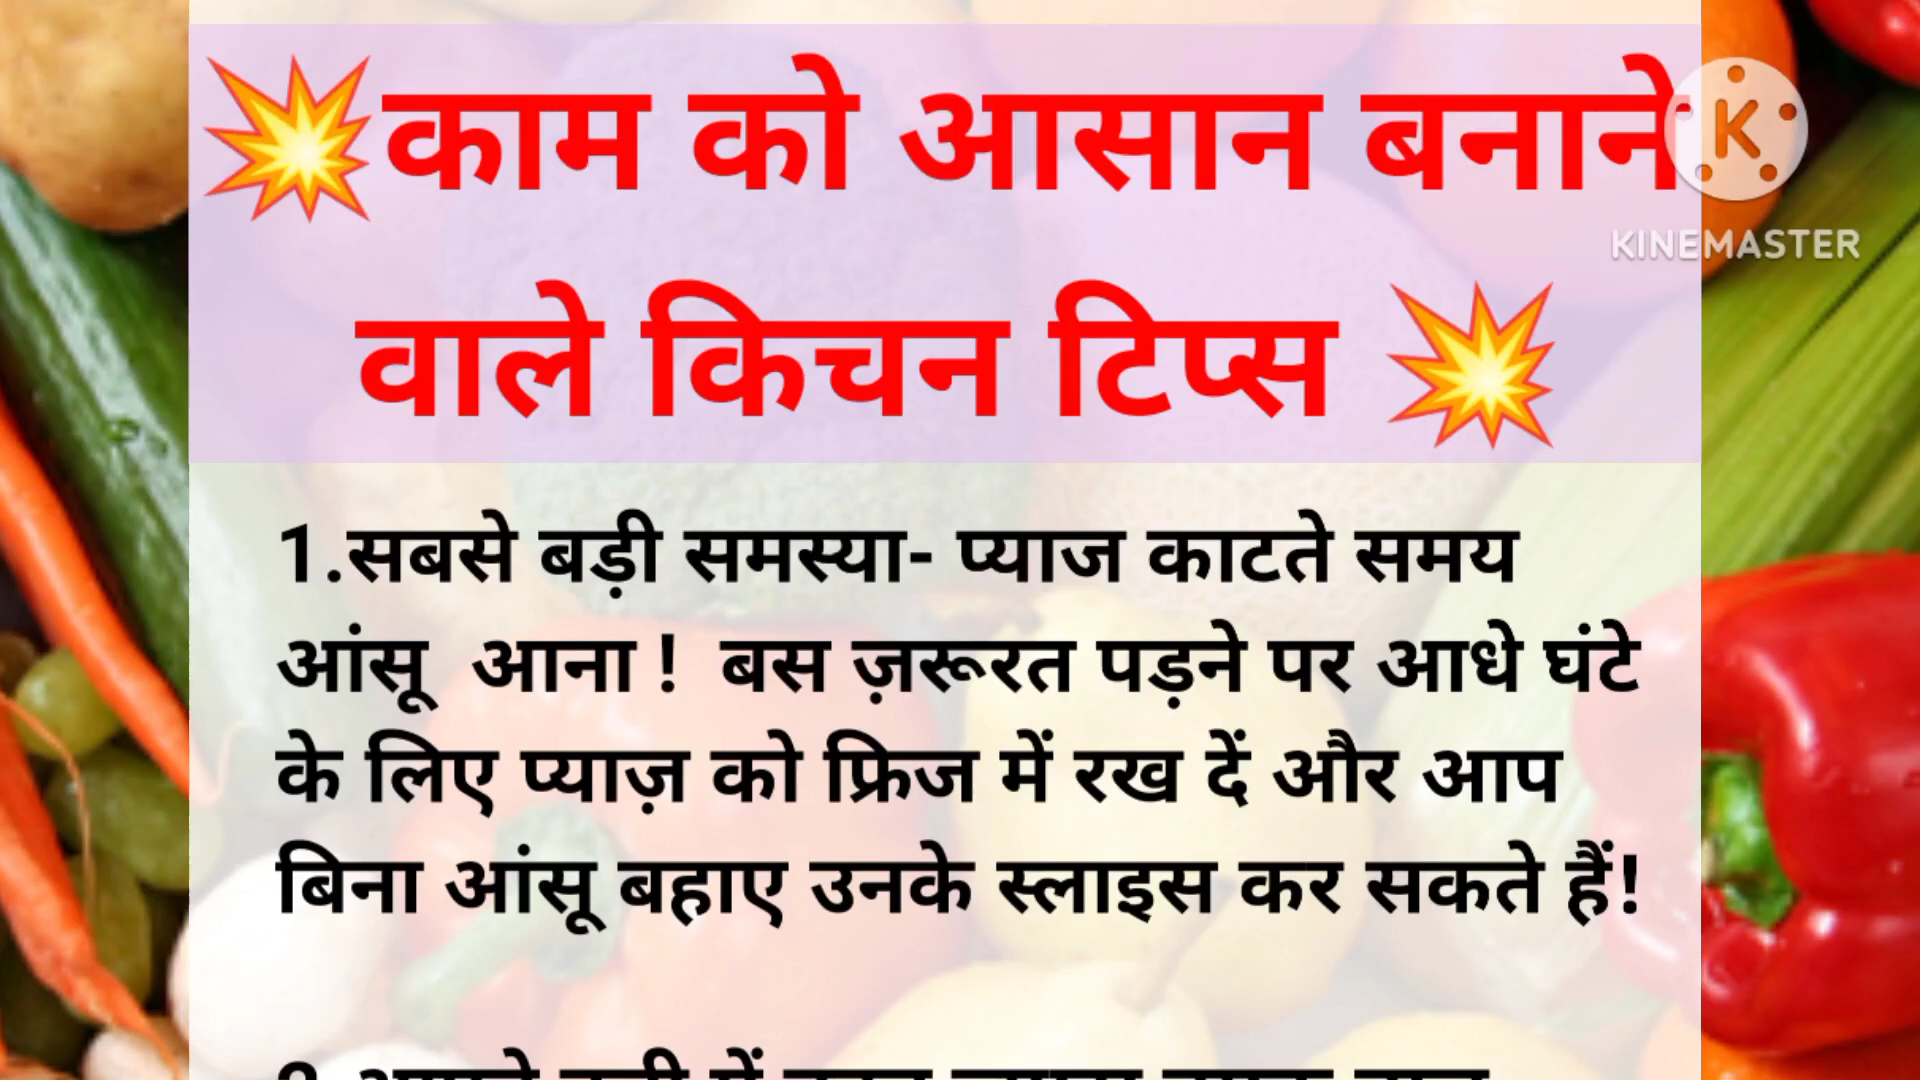 💥काम को आसान बनाने
वाले किचन टिप्स 💥
KINEMASTER
1.सबसे बड़ी समस्या- प्याज काटते समय
आंसू आना ! बस ज़रूरत पड़ने पर आधे घंटे
के लिए प्याज़ को फ्रिज में रख दें और आप
बिना आंसू बहाए उनके स्लाइस कर सकते हैं!